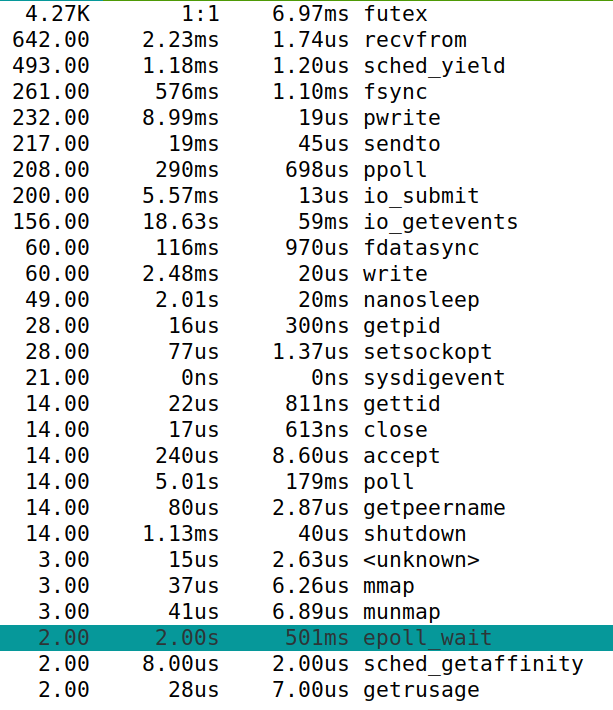 4.27K 1:1 6.97ms futex
642.00 2.23ms 1.74us recvfrom
493.00 1.18ms 1.20us sched_yield
261.00 576ms 1.10ms fsync
232.00 8.99ms 19us pwrite
217.00 19ms 45us sendto
208.00 290ms 698us ppoll
200.00 5.57ms 13us io_submit
156.00 18.63s 59ms io_getevents
60.00 116ms 970us fdatasync
60.00 2.48ms 20us write
49.00 2.01s 20ms nanosleep
28.00 16us 300ns getpid
28.00 77us 1.37us setsockopt
21.00 0ns 0ns sysdigevent
14.00 22us 811ns gettid
14.00 17us 613ns close
14.00 240us 8.60us accept
14.00 5.01s 179ms poll
14.00 80us 2.87us getpeername
14.00 1.13ms 40us shutdown
3.00 15us 2.63us <unknown>
3.00 37us 6.26us mmap
3.00 41us 6.89us munmap
2.00 2.00s 501ms epoll_wait
2.00 8.00us 2.00us sched_getaffinity
2.00 28us 7.00us getrusage